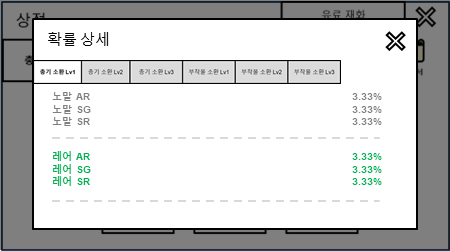 상점
유료 재화
확률 상세
총기 소환 Lv1 총기 소환 Lv2 총기 소환 Lv3 부착물 소환 Lv1 부착물 소환 Lv2 부착물 소환 Lv3
노말 AR 3.33%
노말 SG 3.33%
노말 SR 3.33%
레어 AR 3.33%
레어 SG 3.33%
레어 SR 3.33%